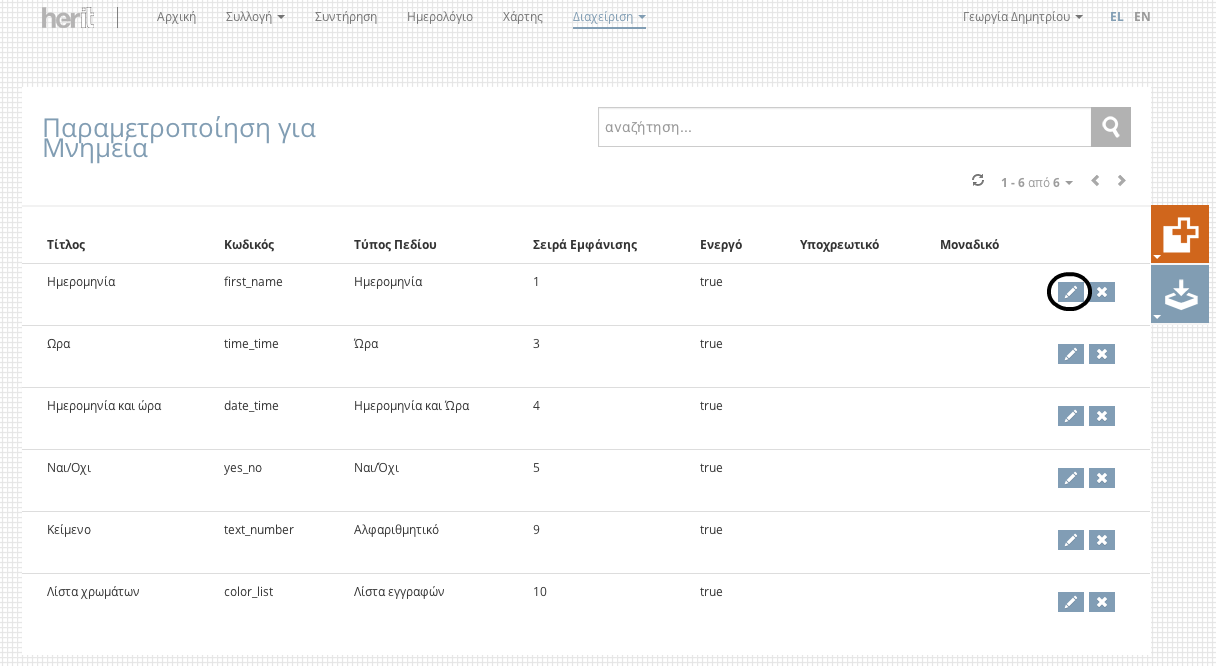 herit Αρχική Συλλογή Συντήρηση Ημερολόγιο Χάρτης Διαχείριση Γεωργία Δημητρίου EL EN
Παραμετροποίηση για
Μνημεία
αναζήτηση...
1 - 6 από 6
Τίτλος Κωδικός Τύπος Πεδίου Σειρά Εμφάνισης Ενεργό Υποχρεωτικό Μοναδικό
Ημερομηνία first_name Ημερομηνία 1 true
Ωρα time_time Ώρα 3 true
Ημερομηνία και ώρα date_time Ημερομηνία και Ώρα 4 true
Ναι/Οχι yes_no Ναι/Όχι 5 true
Κείμενο text_number Αλφαριθμητικό 9 true
Λίστα χρωμάτων color_list Λίστα εγγραφών 10 true